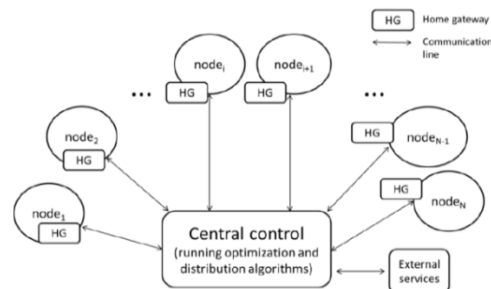 HG Home gateway
Communication
line
node_i
HG
node_i+1
HG
...
...
node_2
HG
HG
node_N-1
node_1
HG
HG
node_N
Central control
(running optimization and
distribution algorithms)
External
services